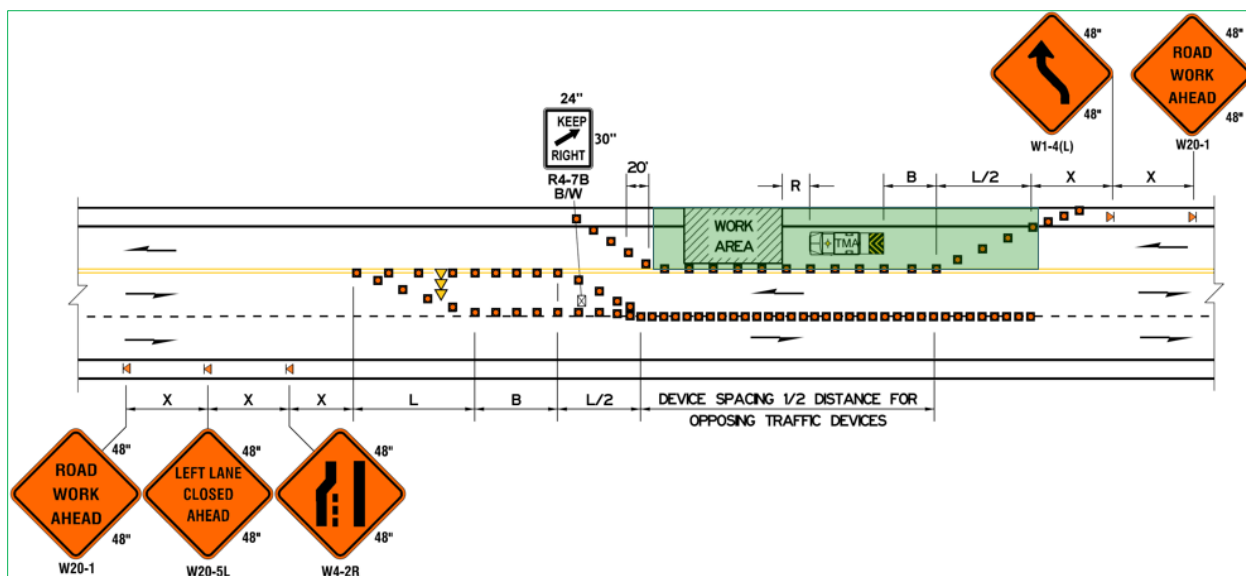 48"
ROAD
WORK
AHEAD
48"
W1-4(L)
48"
48"
W20-1
24"
KEEP
RIGHT
30"
R4-7B
B/W
20'
R
B
L/2
X
X
WORK
AREA
TMA
X
X
X
L
B
L/2
DEVICE SPACING 1/2 DISTANCE FOR
OPPOSING TRAFFIC DEVICES
ROAD
WORK
AHEAD
48"
48"
W20-1
LEFT LANE
CLOSED
AHEAD
48"
48"
W20-5L
48"
48"
W4-2R